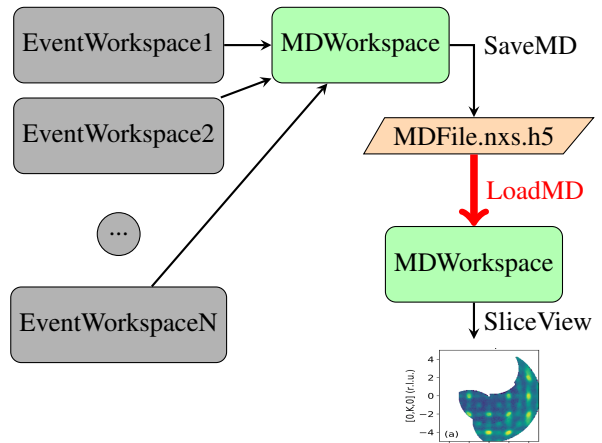 EventWorkspace1
MDWorkspace
SaveMD
EventWorkspace2
MDFile.nxs.h5
LoadMD
...
MDWorkspace
EventWorkspaceN
SliceView
[0,K,0] (r.l.u.)
4
2
0
−2
−4
(a)